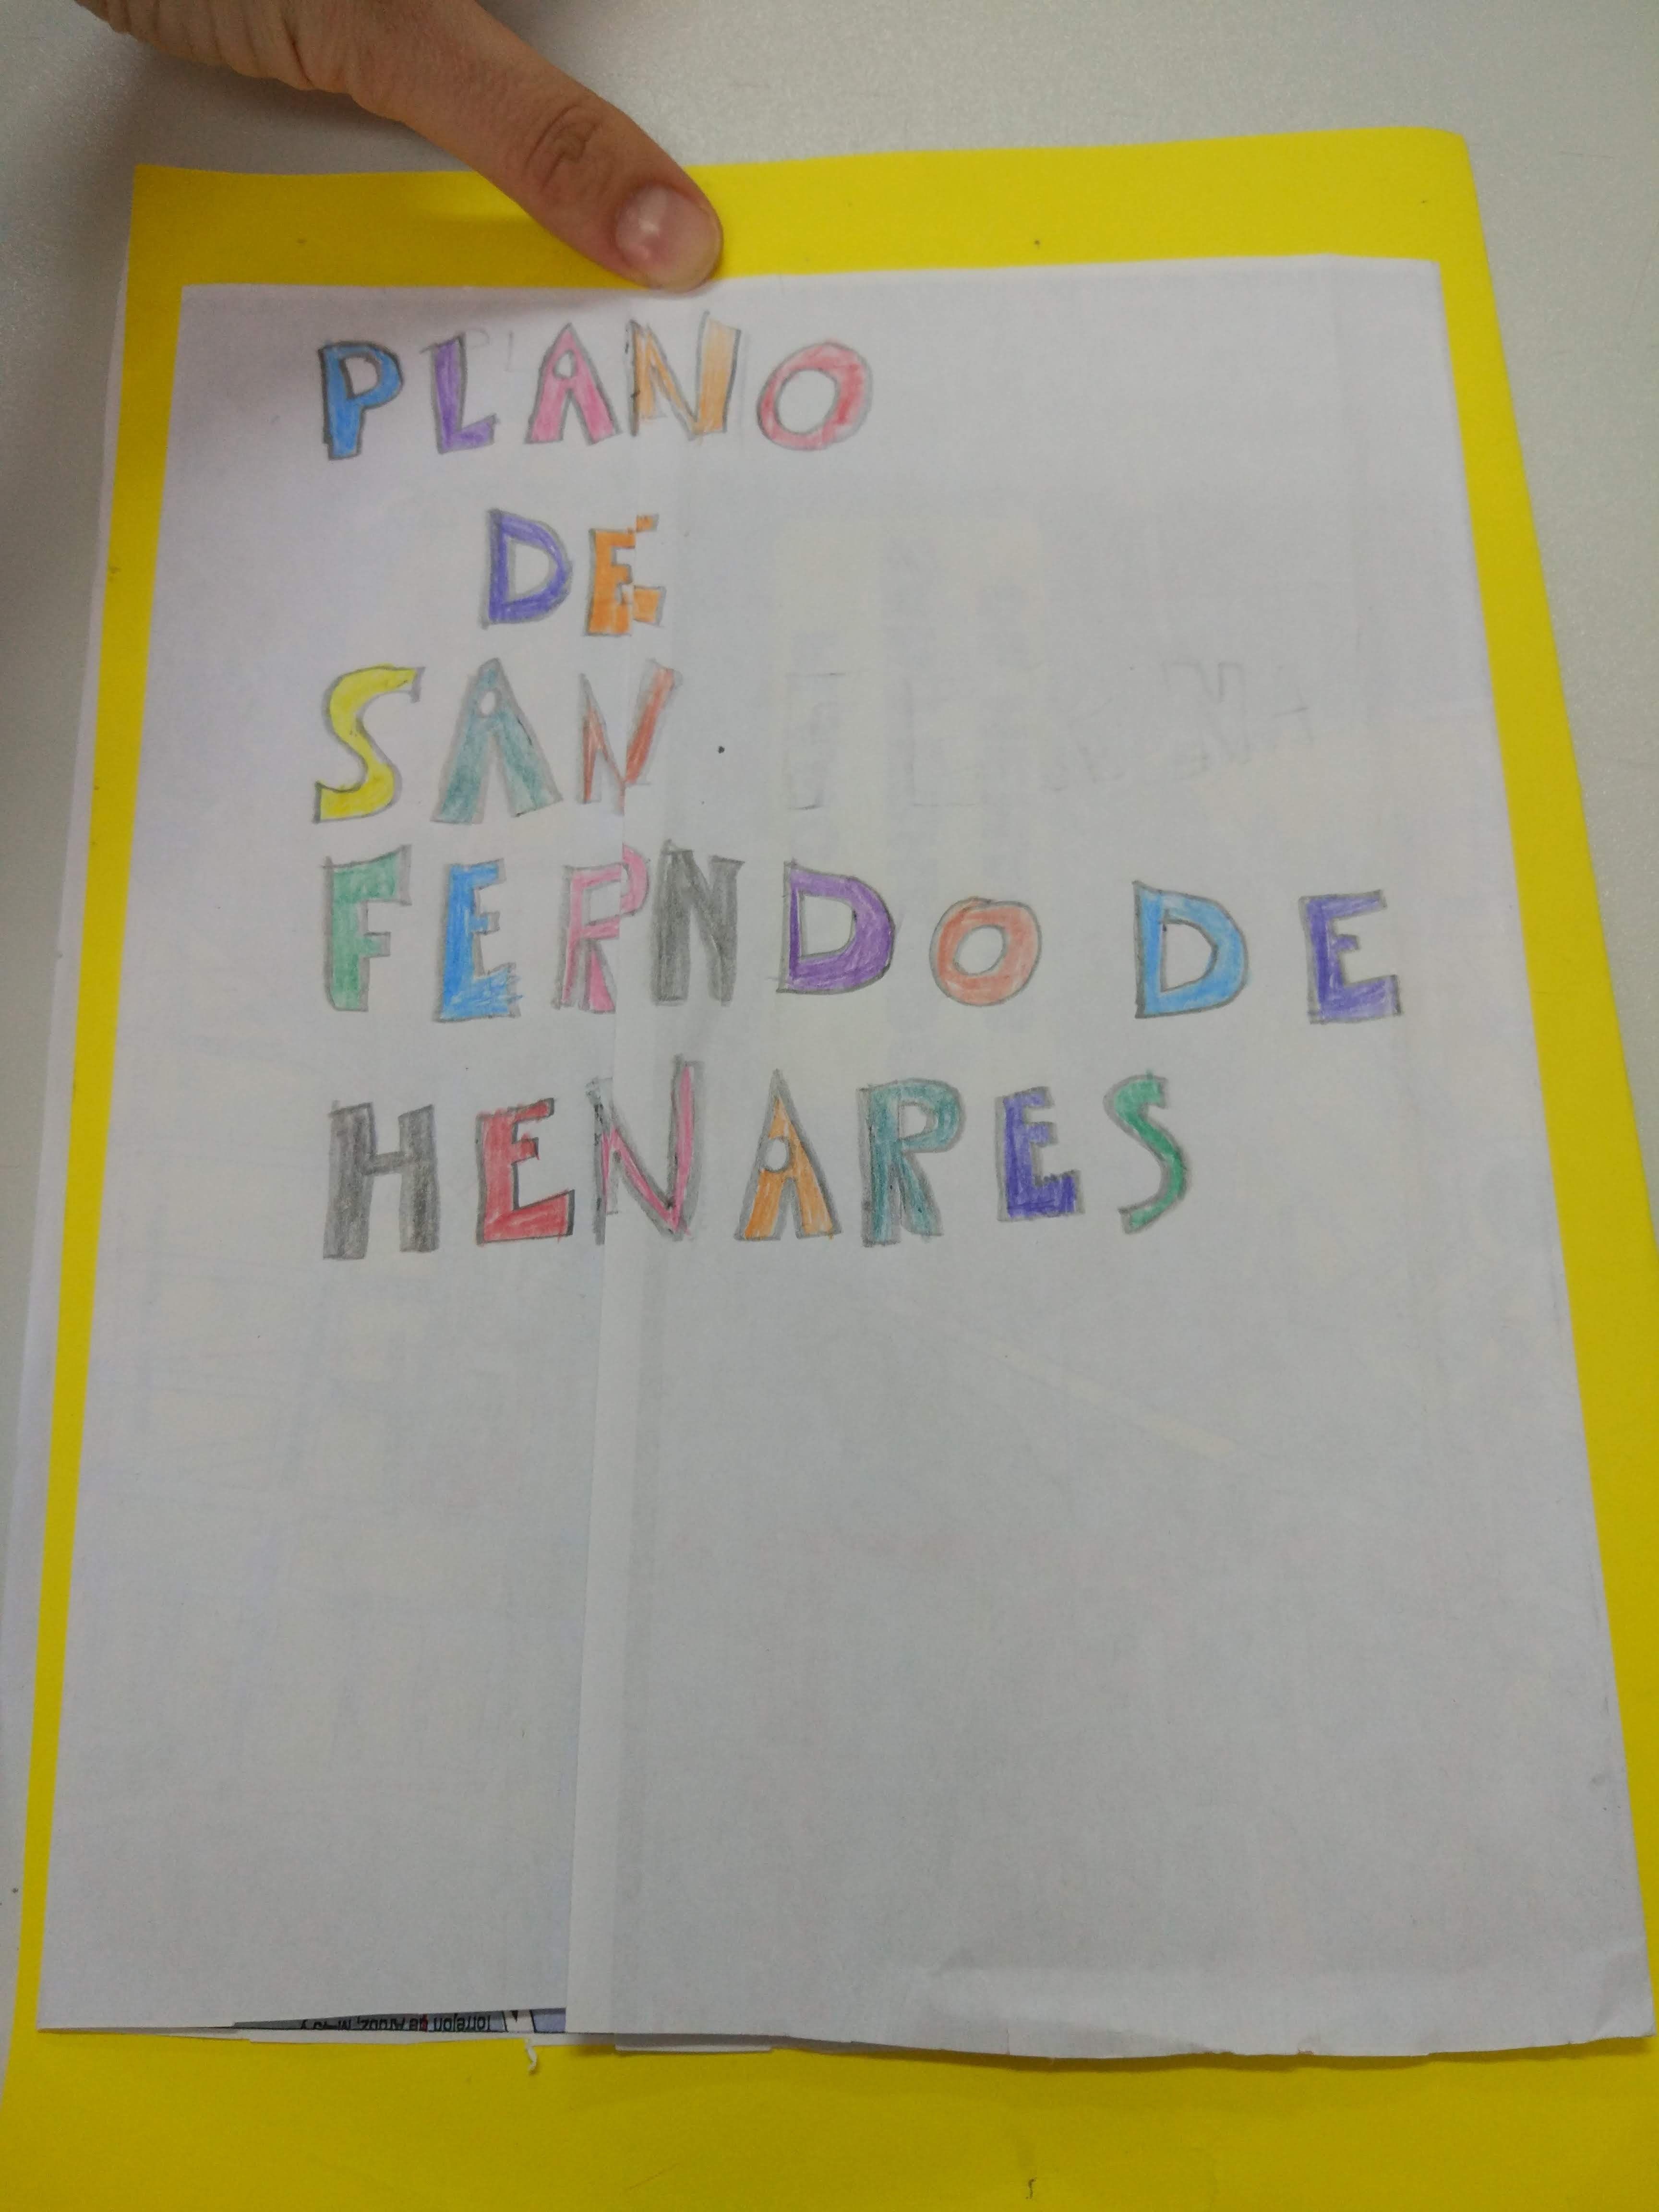 PLANO
DE
SAN
FERNDO DE
HENARES